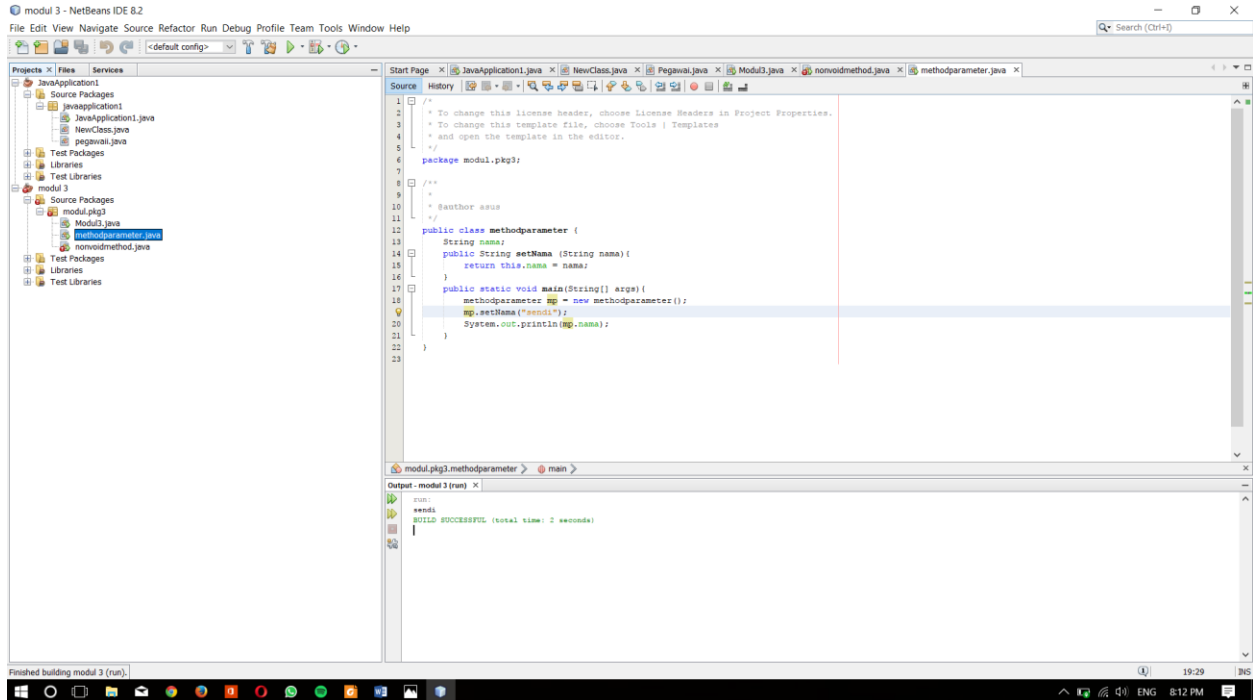 modul 3 - NetBeans IDE 8.2
File Edit View Navigate Source Refactor Run Debug Profile Team Tools Window Help
Search (Ctrl+I)
<default config>
Projects × Files Services
Start Page × JavaApplication1.java × NewClass.java × Pegawai.java × Modul3.java × nonvoidmethod.java × methodparameter.java ×
JavaApplication1
Source Packages
javaapplication1
JavaApplication1.java
NewClass.java
pegawaii.java
Test Packages
Libraries
Test Libraries
modul 3
Source Packages
modul.pkg3
Modul3.java
methodparameter.java
nonvoidmethod.java
Test Packages
Libraries
Test Libraries
Source History
1 /*
2 * To change this license header, choose License Headers in Project Properties.
3 * To change this template file, choose Tools | Templates
4 * and open the template in the editor.
5 */
6 package modul.pkg3;
7
8 /**
9 *
10 * @author asus
11 */
12 public class methodparameter {
13 String nama;
14 public String setNama (String nama){
15 return this.nama = nama;
16 }
17 public static void main(String[] args){
18 methodparameter mp = new methodparameter();
mp.setNama("sendi");
20 System.out.println(mp.nama);
21 }
22 }
23
modul.pkg3.methodparameter main
Output - modul 3 (run) ×
run:
sendi
BUILD SUCCESSFUL (total time: 2 seconds)
Finished building modul 3 (run).
19:29 INS
ENG 8:12 PM